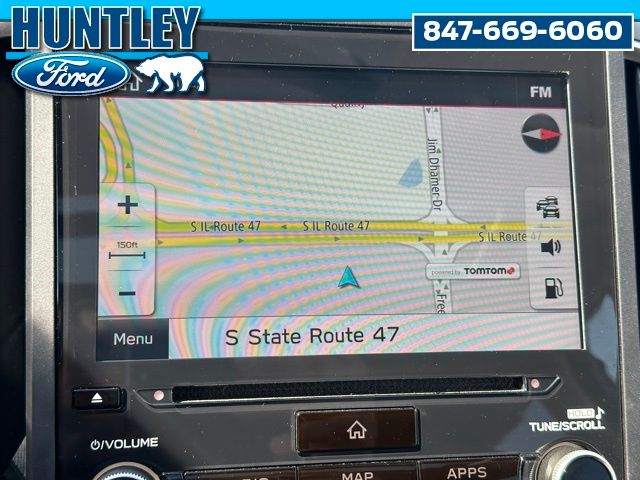 HUNTLEY
Ford
847-669-6060
FM
Jim Dhamer Dr
S IL Route 47
S IL Route 47
S IL Route 47
150ft
powered by TOMTOM
Free
Menu
S State Route 47
HOLD
TUNE/SCROLL
VOLUME
MAP
APPS